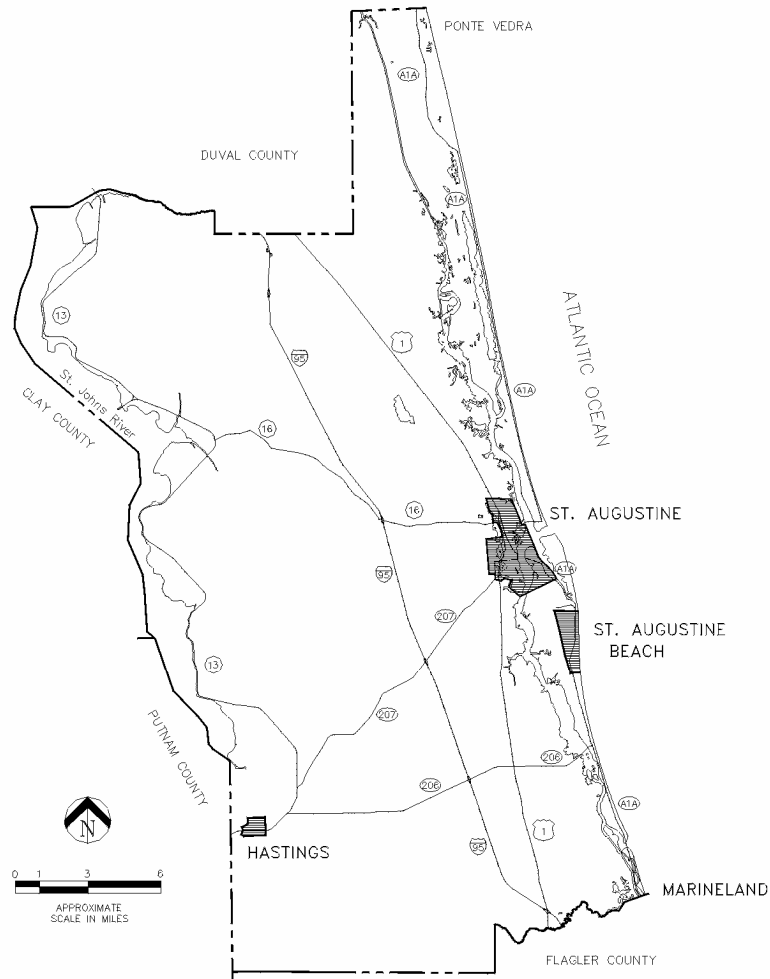 PONTE VEDRA
A1A
DUVAL COUNTY
A1A
13
ATLANTIC OCEAN
1
95
A1A
St. Johns River
CLAY COUNTY
16
16
ST. AUGUSTINE
95
A1A
207
ST. AUGUSTINE
BEACH
13
207
PUTNAM COUNTY
206
206
A1A
N
1
HASTINGS
95
0 1 3 6
APPROXIMATE
SCALE IN MILES
MARINELAND
FLAGLER COUNTY